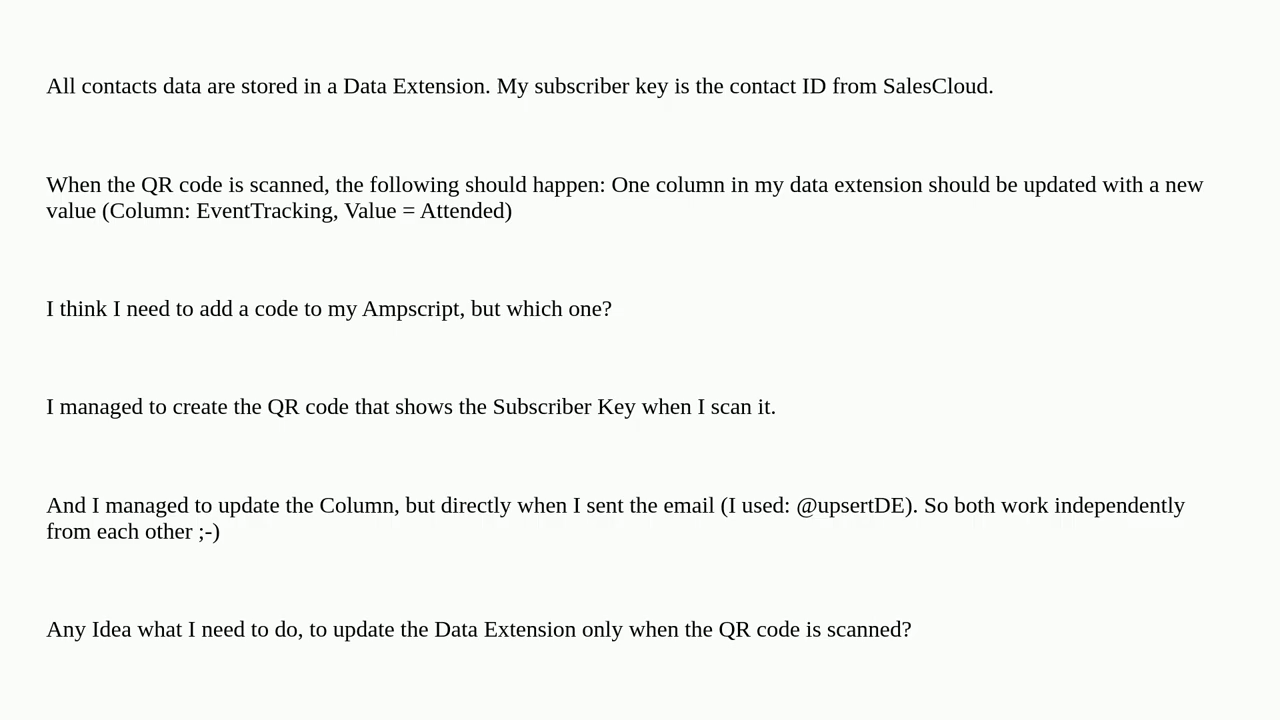 All contacts data are stored in a Data Extension. My subscriber key is the contact ID from SalesCloud.
When the QR code is scanned, the following should happen: One column in my data extension should be updated with a new
value (Column: EventTracking, Value = Attended)
I think I need to add a code to my Ampscript, but which one?
I managed to create the QR code that shows the Subscriber Key when I scan it.
And I managed to update the Column, but directly when I sent the email (I used: @upsertDE). So both work independently
from each other ;-)
Any Idea what I need to do, to update the Data Extension only when the QR code is scanned?